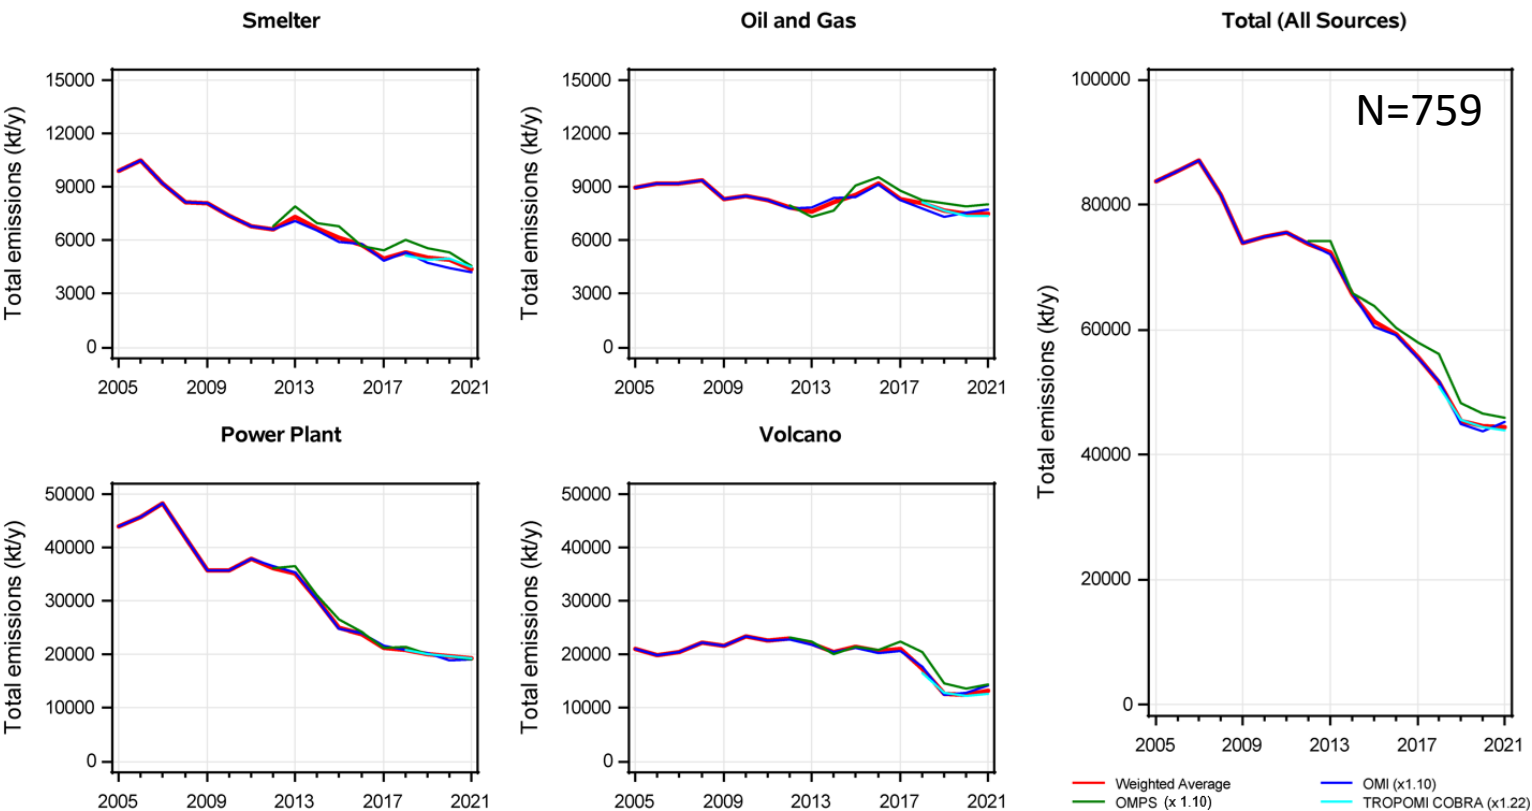 Smelter
Total emissions (kt/y)
15000
12000
9000
6000
3000
0
2005 2009 2013 2017 2021
Oil and Gas
Total emissions (kt/y)
15000
12000
9000
6000
3000
0
2005 2009 2013 2017 2021
Power Plant
Total emissions (kt/y)
50000
40000
30000
20000
10000
0
2005 2009 2013 2017 2021
Volcano
Total emissions (kt/y)
50000
40000
30000
20000
10000
0
2005 2009 2013 2017 2021
Total (All Sources)
N=759
Total emissions (kt/y)
100000
80000
60000
40000
20000
0
2005 2009 2013 2017 2021
Weighted Average
OMI (x1.10)
OMPS (x 1.10)
TROPOMI COBRA (x1.22)